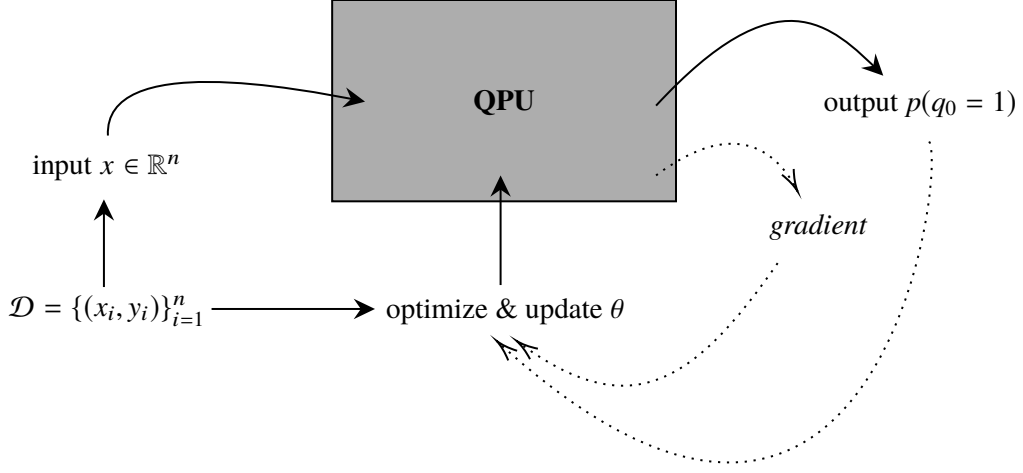 QPU
output p(q₀ = 1)
input x ∈ ℝⁿ
gradient
𝒟 = {(xᵢ, yᵢ)}ⁿᵢ₌₁
optimize & update θ